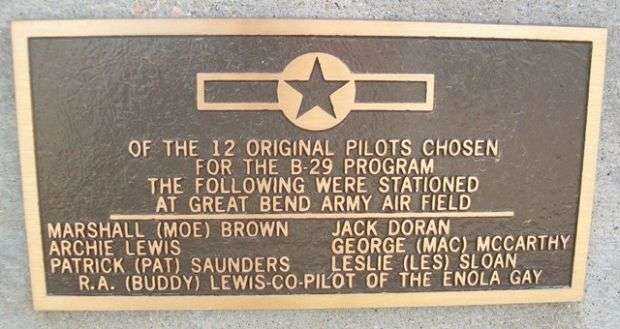 OF THE 12 ORIGINAL PILOTS CHOSEN
FOR THE B-29 PROGRAM
THE FOLLOWING WERE STATIONED
AT GREAT BEND ARMY AIR FIELD
MARSHALL (MOE) BROWN JACK DORAN
ARCHIE LEWIS GEORGE (MAC) MCCARTHY
PATRICK (PAT) SAUNDERS LESLIE (LES) SLOAN
R.A. (BUDDY) LEWIS-CO-PILOT OF THE ENOLA GAY